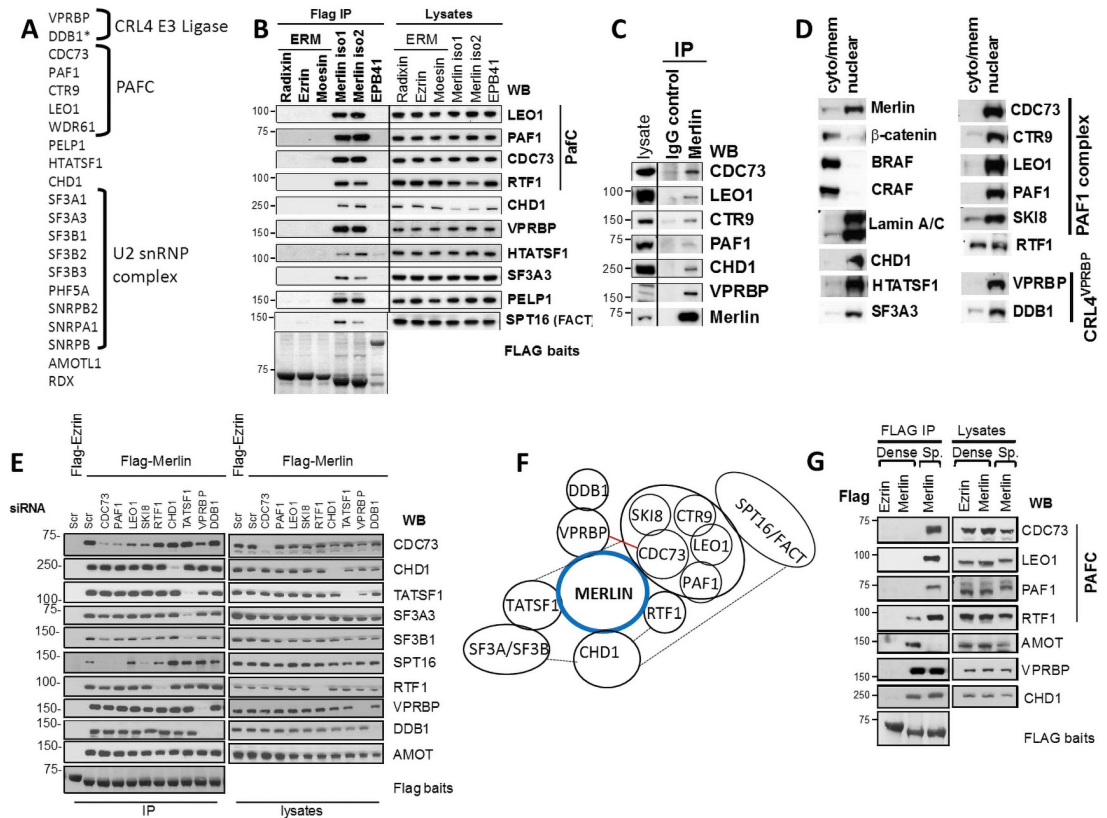 A
VPRBP
DDB1*
CRL4 E3 Ligase
CDC73
PAF1
CTR9
LEO1
WDR61
PAFC
PELP1
HTATSF1
CHD1
SF3A1
SF3A3
SF3B1
SF3B2
SF3B3
PHF5A
SNRPB2
SNRPA1
SNRPB
U2 snRNP
complex
AMOTL1
RDX
B
Flag IP
Lysates
ERM
ERM
Radixin
Ezrin
Moesin
Merlin iso1
Merlin iso2
EPB41
Radixin
Ezrin
Moesin
Merlin iso1
Merlin iso2
EPB41
WB
100
LEO1
75
PAF1
CDC73
100
RTF1
PafC
250
CHD1
150
VPRBP
100
HTATSF1
75
SF3A3
150
PELP1
150
SPT16 (FACT)
75
FLAG baits
C
IP
lysate
IgG control
Merlin
WB
CDC73
100
LEO1
150
CTR9
75
PAF1
250
CHD1
150
VPRBP
75
Merlin
D
cyto/mem
nuclear
cyto/mem
nuclear
Merlin
β-catenin
BRAF
CRAF
Lamin A/C
CHD1
HTATSF1
SF3A3
CDC73
CTR9
LEO1
PAF1
SKI8
RTF1
PAF1 complex
VPRBP
DDB1
CRL4VPRBP
E
Flag-Ezrin
Flag-Merlin
Flag-Ezrin
Flag-Merlin
siRNA
Scr
Scr
CDC73
PAF1
LEO1
SKI8
RTF1
CHD1
TATSF1
VPRBP
DDB1
Scr
Scr
CDC73
PAF1
LEO1
SKI8
RTF1
CHD1
TATSF1
VPRBP
DDB1
WB
75-
CDC73
250-
CHD1
100-
TATSF1
75-
SF3A3
150-
SF3B1
150-
SPT16
100-
RTF1
150-
VPRBP
150-
DDB1
150-
AMOT
75-
Flag baits
IP
lysates
F
DDB1
VPRBP
SKI8
CTR9
CDC73
LEO1
PAF1
SPT16/FACT
MERLIN
TATSF1
RTF1
SF3A/SF3B
CHD1
G
FLAG IP
Lysates
Dense
Sp.
Dense
Sp.
Flag
Ezrin
Merlin
Merlin
Ezrin
Merlin
Merlin
WB
75
CDC73
100
LEO1
75
PAF1
100
RTF1
PAFC
150
AMOT
150
VPRBP
250
CHD1
75
FLAG baits